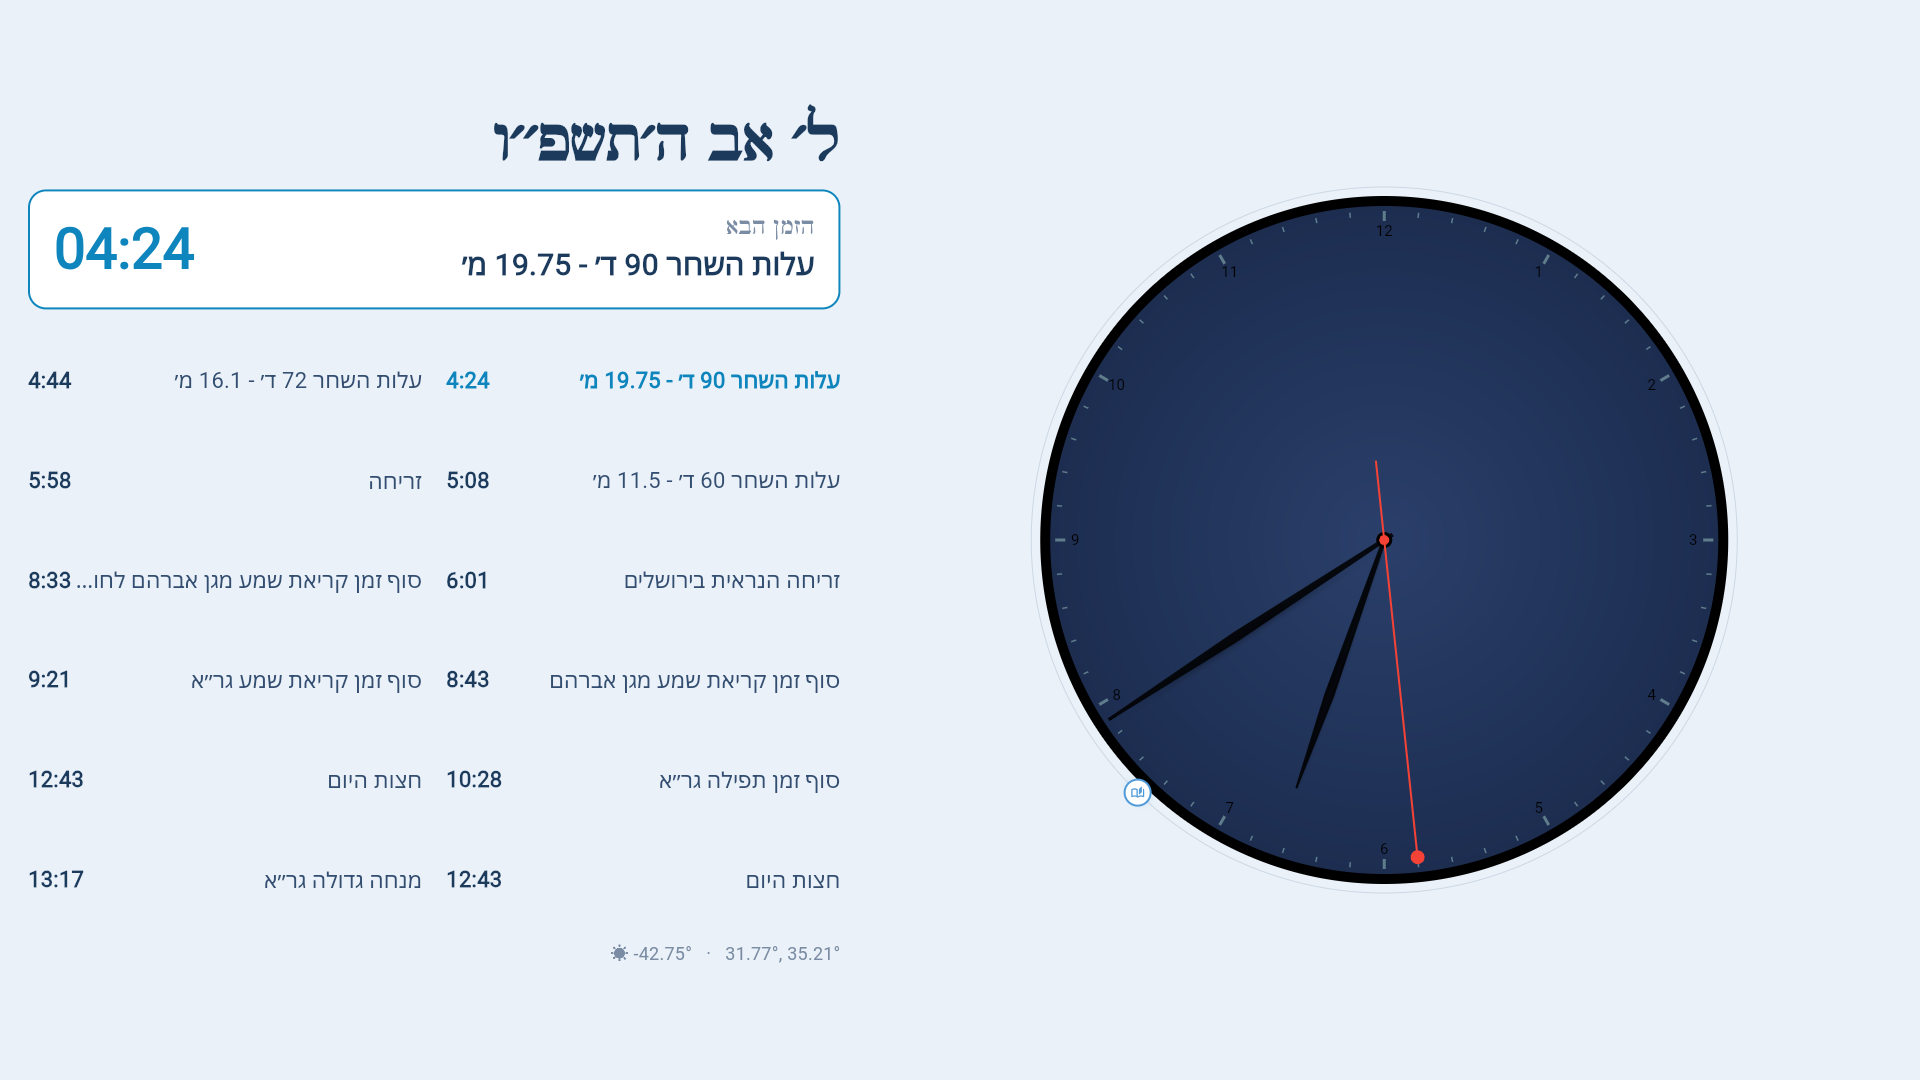 ל׳ אב ה׳תשפ״ו
הזמן הבא
עלות השחר 90 ד׳ - 19.75 מ׳
04:24
עלות השחר 90 ד׳ - 19.75 מ׳ 4:24
עלות השחר 72 ד׳ - 16.1 מ׳ 4:44
עלות השחר 60 ד׳ - 11.5 מ׳ 5:08
זריחה 5:58
זריחה הנראית בירושלים 6:01
סוף זמן קריאת שמע מגן אברהם לחו... 8:33
סוף זמן קריאת שמע מגן אברהם 8:43
סוף זמן קריאת שמע גר״א 9:21
סוף זמן תפילה גר״א 10:28
חצות היום 12:43
חצות היום 12:43
מנחה גדולה גר״א 13:17
31.77°, 35.21° · -42.75°
12
1
2
3
4
5
6
7
8
9
10
11